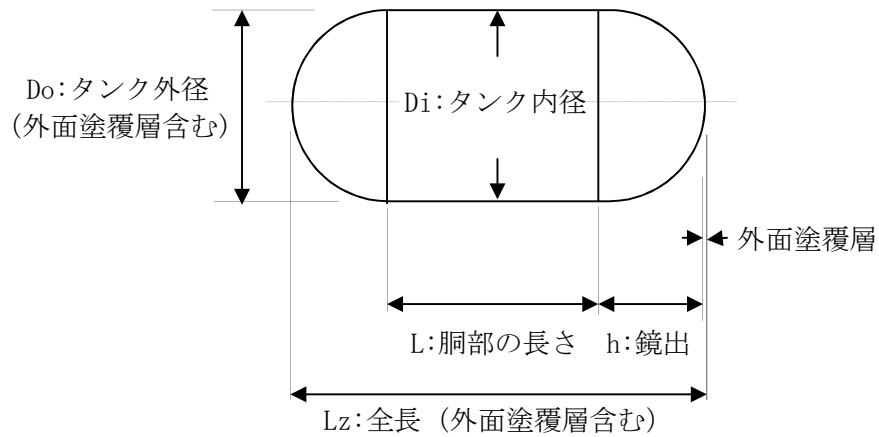 Do:タンク外径
(外面塗覆層含む)
Di:タンク内径
外面塗覆層
L:胴部の長さ h:鏡出
Lz:全長 (外面塗覆層含む)